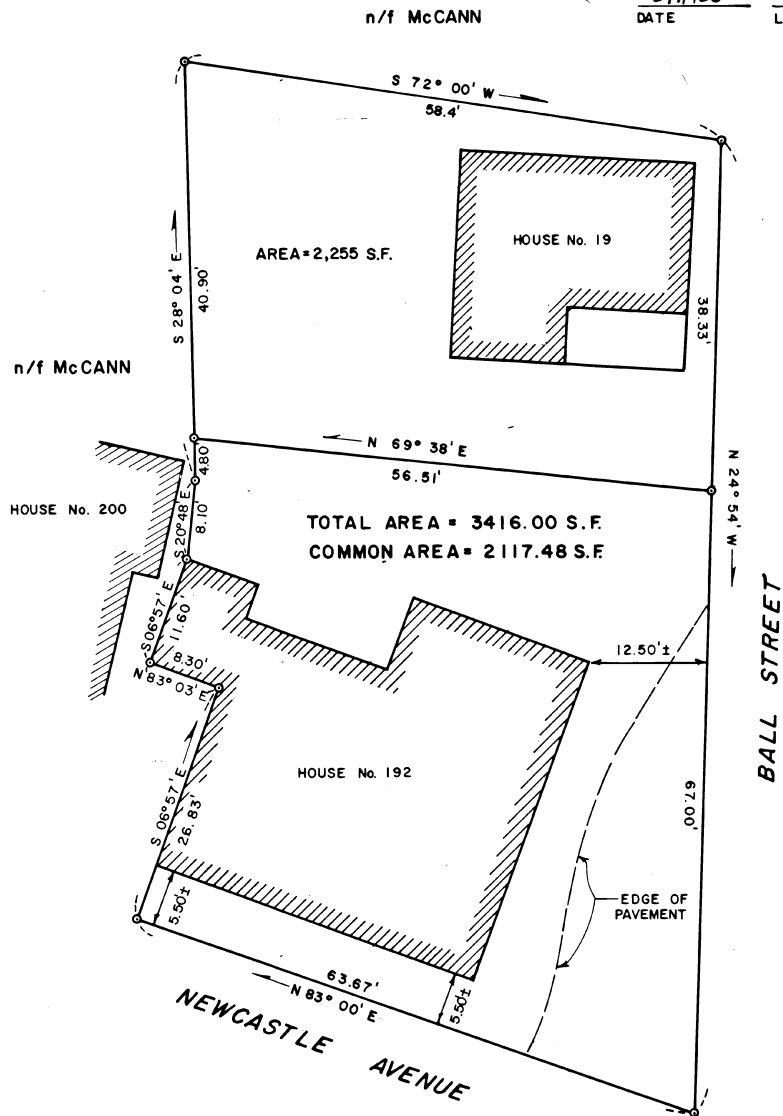 n/f McCANN
DATE
S 72° 00' W
58.4'
HOUSE No. 19
AREA=2,255 S.F.
S 28° 04' E
40.90'
38.33'
n/f McCANN
N 69° 38' E
56.51'
4.80'
N 24° 54' W
HOUSE No. 200
S 20° 48' E
8.10'
TOTAL AREA = 3416.00 S.F.
COMMON AREA= 2117.48 S.F.
S 06° 57' E
11.60'
8.30'
N 83° 03' E
12.50'±
BALL STREET
HOUSE No. 192
S 06° 57' E
26.83'
67.00'
EDGE OF
PAVEMENT
5.50'±
5.50'±
63.67'
N 83° 00' E
NEWCASTLE AVENUE